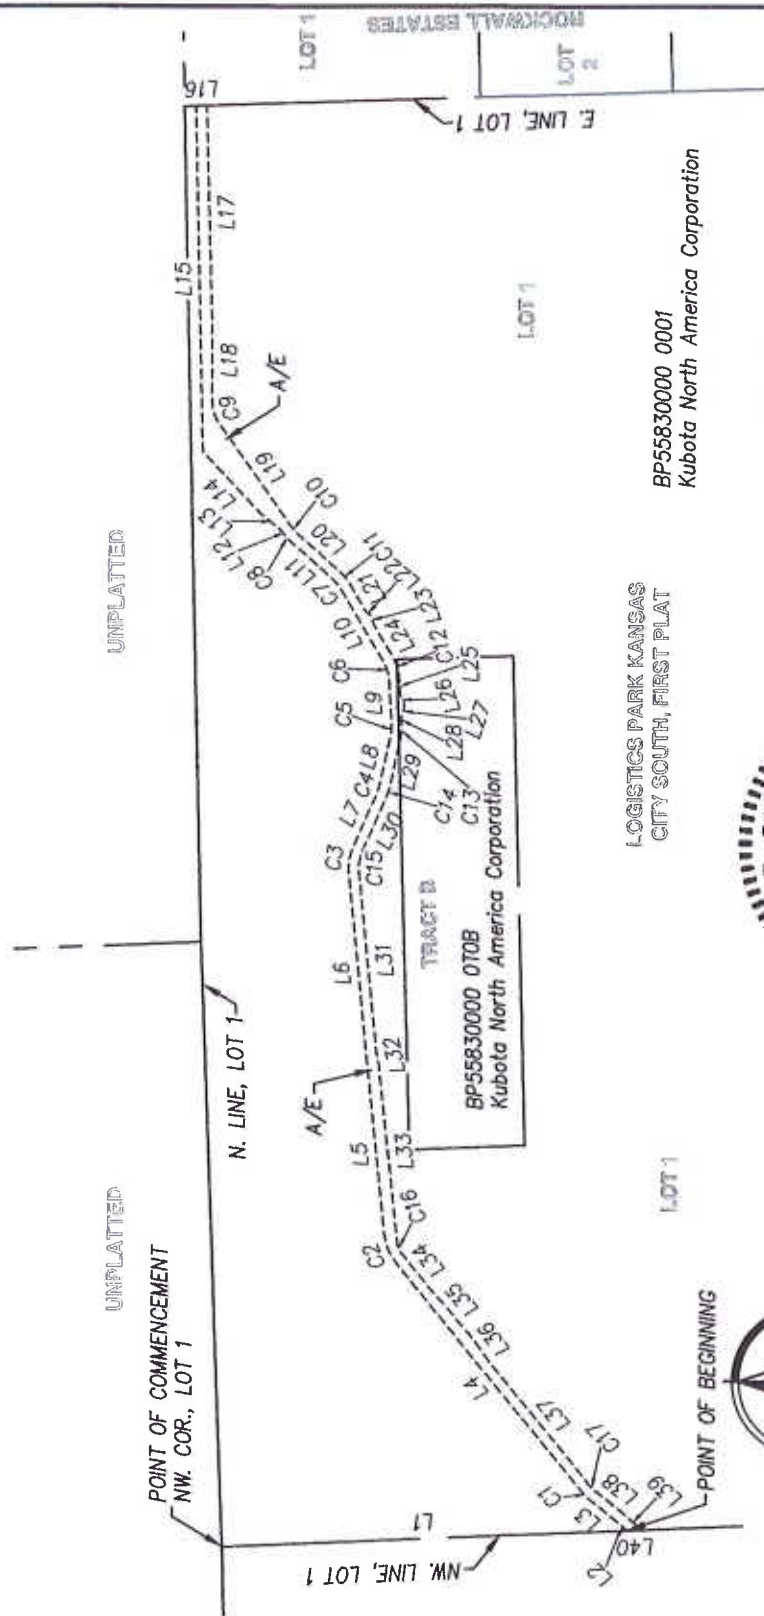 ROCKWALL ESTATES
LOT 1
LOT
2
L16
E. LINE, LOT 1
L15
L17
L18
C9
A/E
L19
L14
L13
L12
C8
L11
C7
C10
L20
C11
L21
L22
L10
L23
L24
C6
C12
L25
L9
L26
C5
L27
L8
L28
C4
L29
C13
L7
C14
L30
C3
C15
LOT 1
BP55830000 0001
Kubota North America Corporation
UNPLATTED
LOGISTICS PARK KANSAS
CITY SOUTH, FIRST PLAT
TRACT B
BP55830000 0T0B
Kubota North America Corporation
L6
L31
N. LINE, LOT 1
L32
A/E
L5
L33
UNPLATTED
C2
C16
L34
L35
L36
L4
L37
LOT 1
POINT OF COMMENCEMENT
NW. COR., LOT 1
C1
C17
L3
L38
L39
POINT OF BEGINNING
L1
NW. LINE, LOT 1
L2
L40